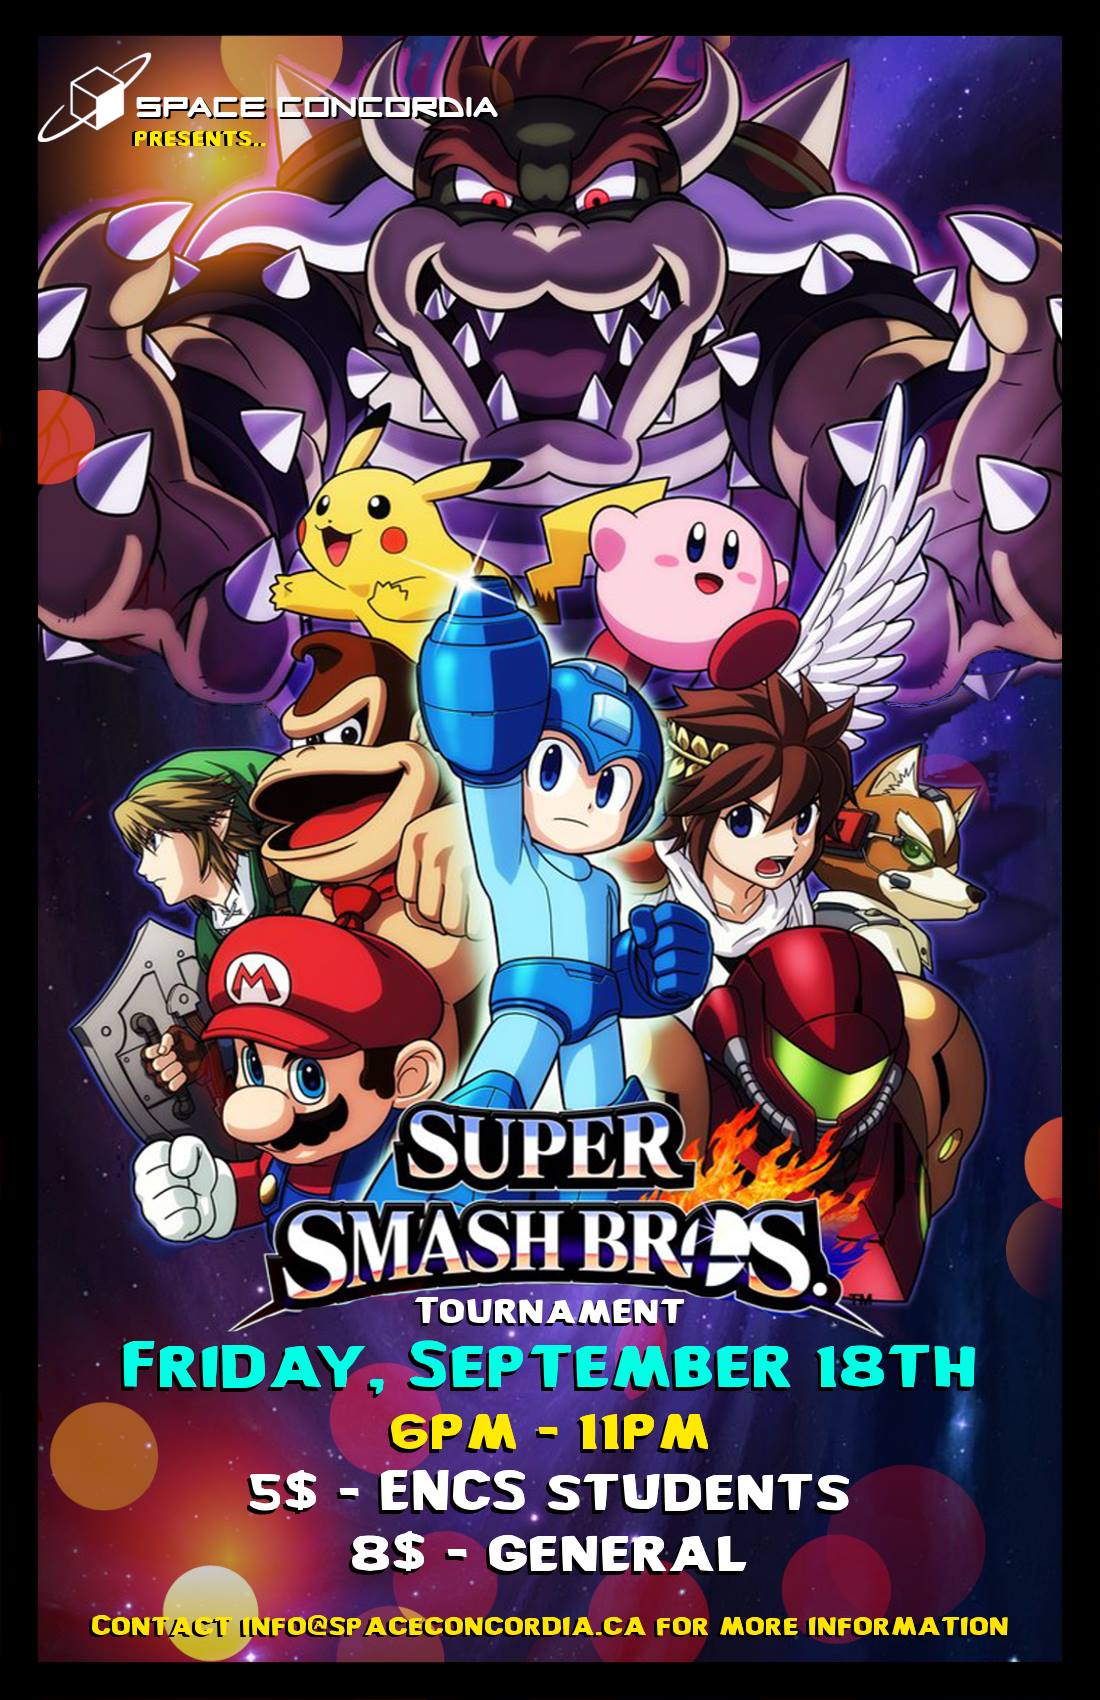 SPACE CONCORDIA
PRESENTS..
M
SUPER
SMASH BROS.
TM
TOURNAMENT
FRIDAY, SEPTEMBER 18TH
6PM - 11PM
5$ - ENCS STUDENTS
8$ - GENERAL
CONTACT INFO@SPACECONCORDIA.CA FOR MORE INFORMATION